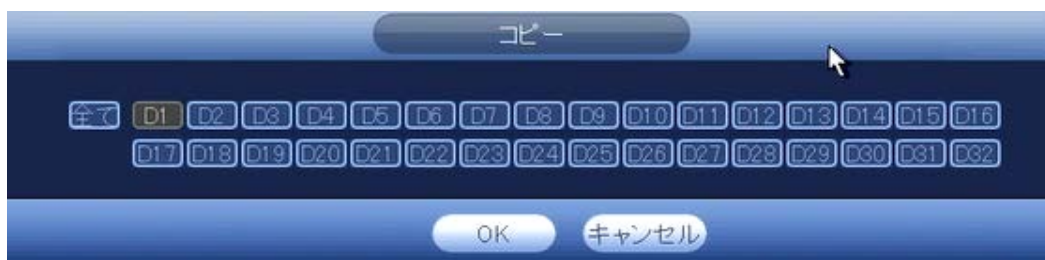 コピー
全て D1 D2 D3 D4 D5 D6 D7 D8 D9 D10 D11 D12 D13 D14 D15 D16
D17 D18 D19 D20 D21 D22 D23 D24 D25 D26 D27 D28 D29 D30 D31 D32
OK キャンセル